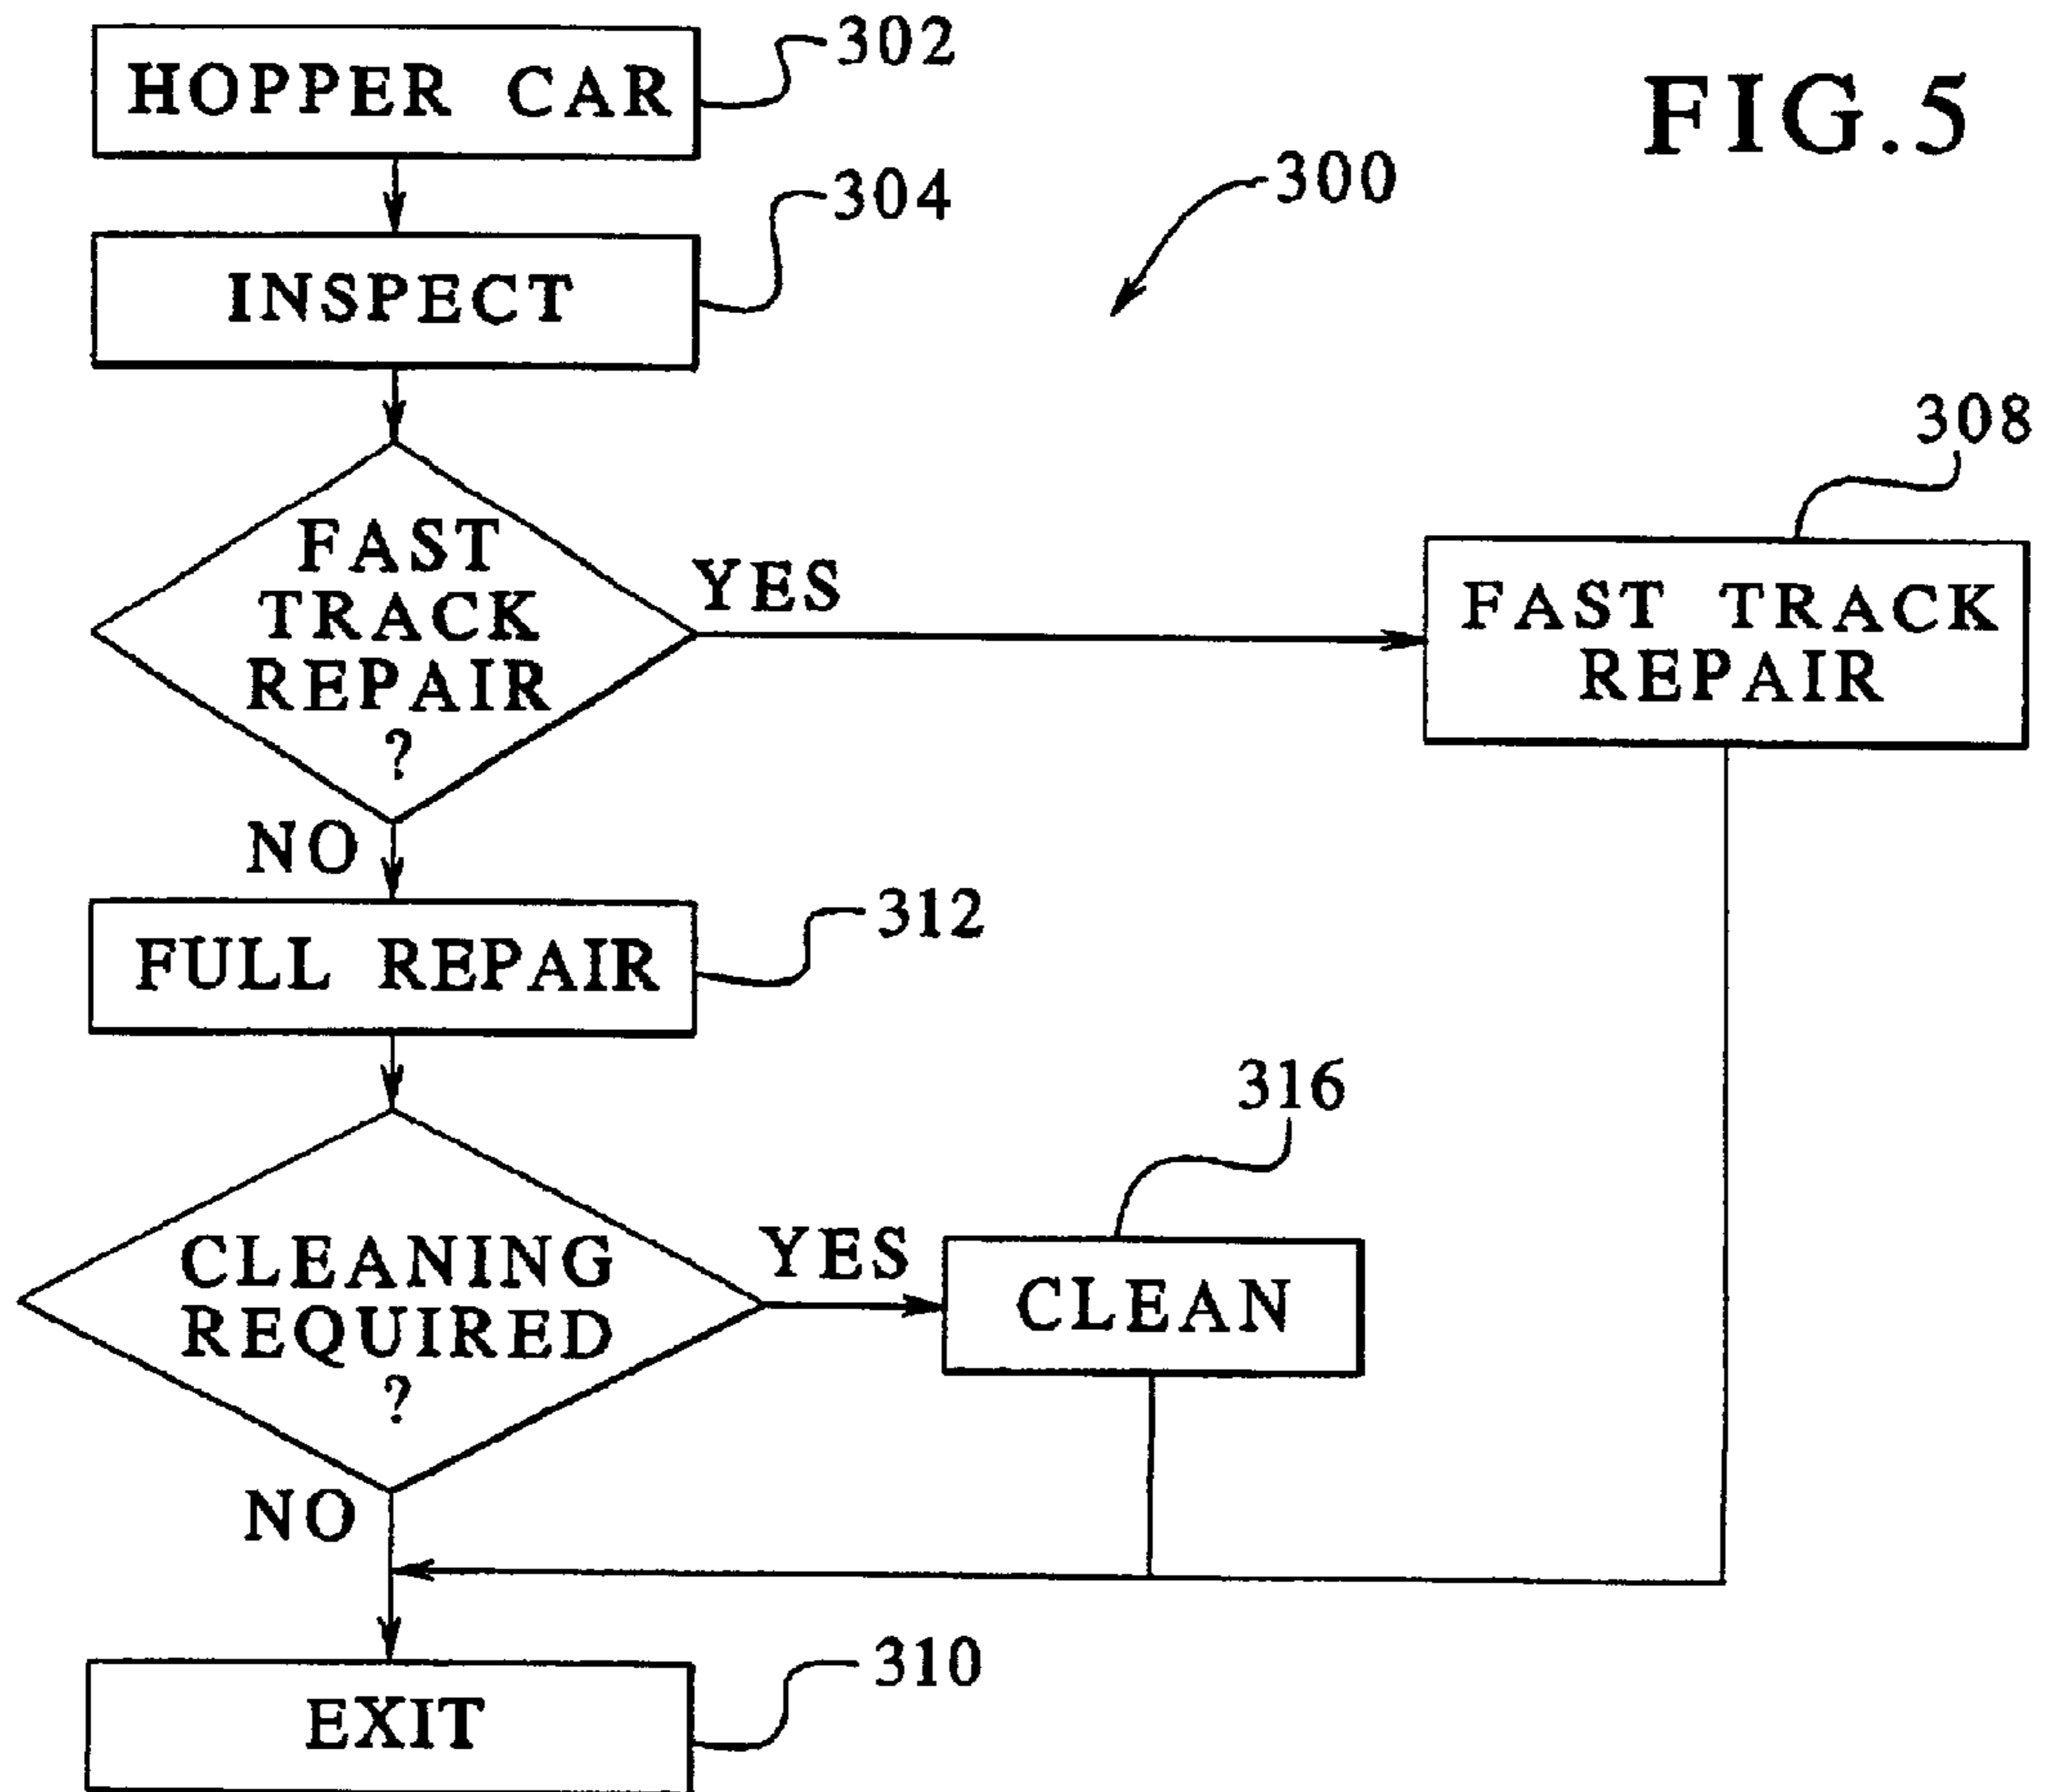 FIG.5
HOPPER CAR
302
300
INSPECT
304
FAST
TRACK
REPAIR
?
YES
NO
FAST TRACK
REPAIR
308
FULL REPAIR
312
CLEANING
REQUIRED
?
YES
NO
CLEAN
316
EXIT
310